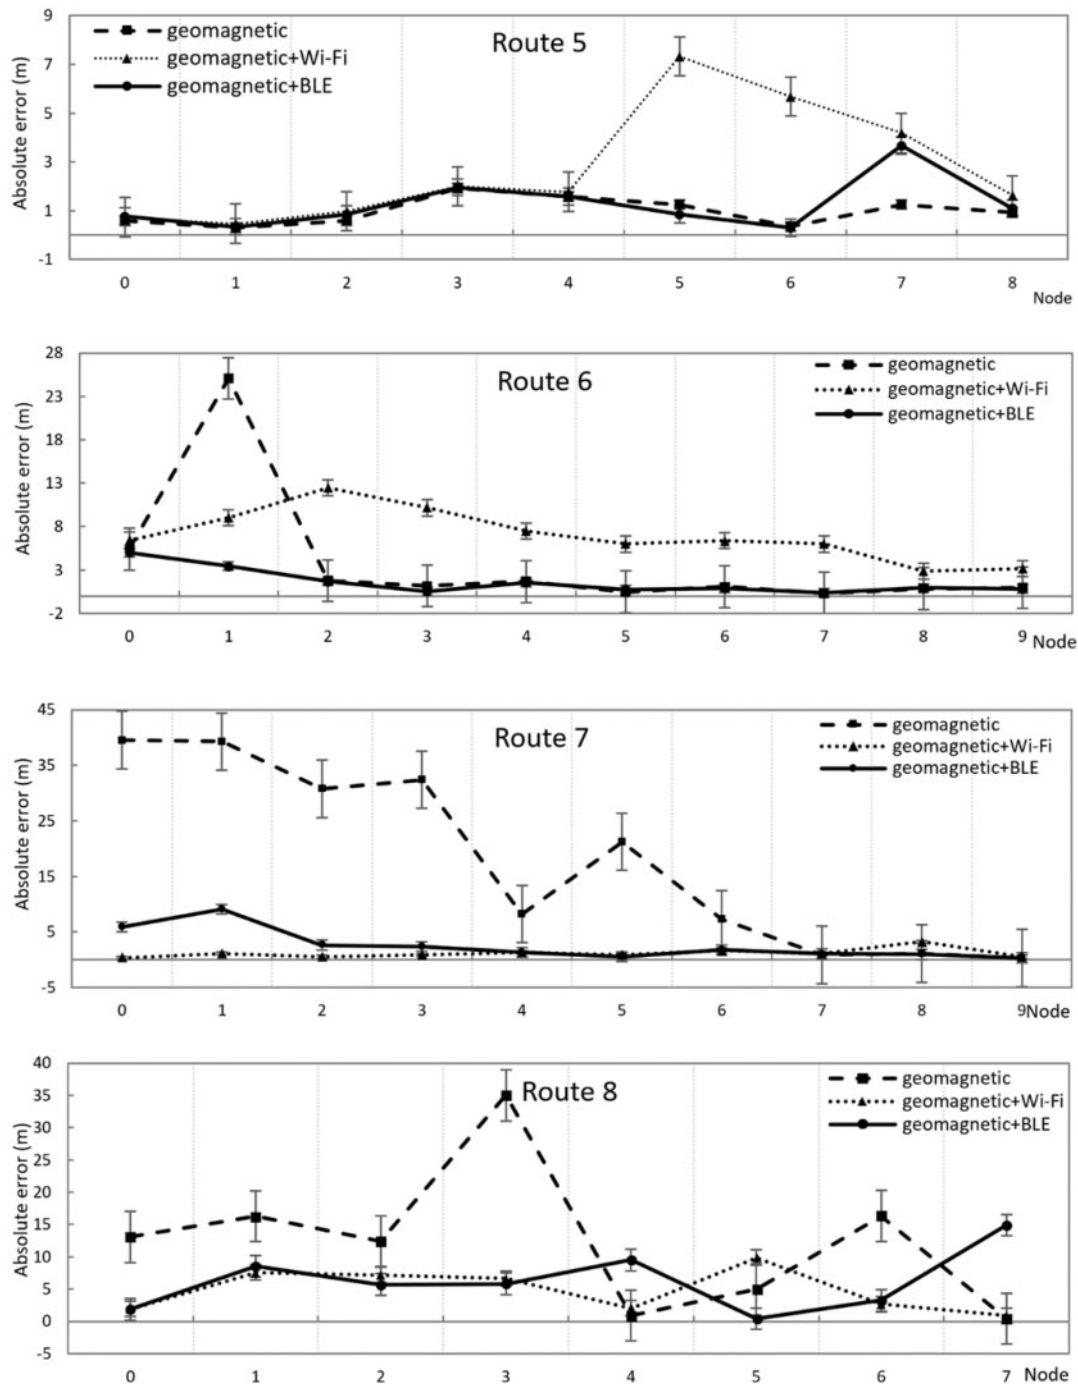 Route 5
geomagnetic
geomagnetic+Wi-Fi
geomagnetic+BLE
Absolute error (m)
9
7
5
3
1
-1
0 1 2 3 4 5 6 7 8
Node
Route 6
geomagnetic
geomagnetic+Wi-Fi
geomagnetic+BLE
Absolute error (m)
28
23
18
13
8
3
-2
0 1 2 3 4 5 6 7 8 9
Node
Route 7
geomagnetic
geomagnetic+Wi-Fi
geomagnetic+BLE
Absolute error (m)
45
35
25
15
5
-5
0 1 2 3 4 5 6 7 8 9
Node
Route 8
geomagnetic
geomagnetic+Wi-Fi
geomagnetic+BLE
Absolute error (m)
40
35
30
25
20
15
10
5
0
-5
0 1 2 3 4 5 6 7
Node